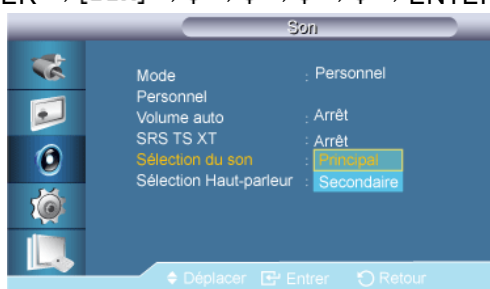 Son
Mode : Personnel
Personnel
Volume auto : Arrêt
SRS TS XT : Arrêt
Sélection du son : Principal
Sélection Haut-parleur : Secondaire
Déplacer Entrer Retour